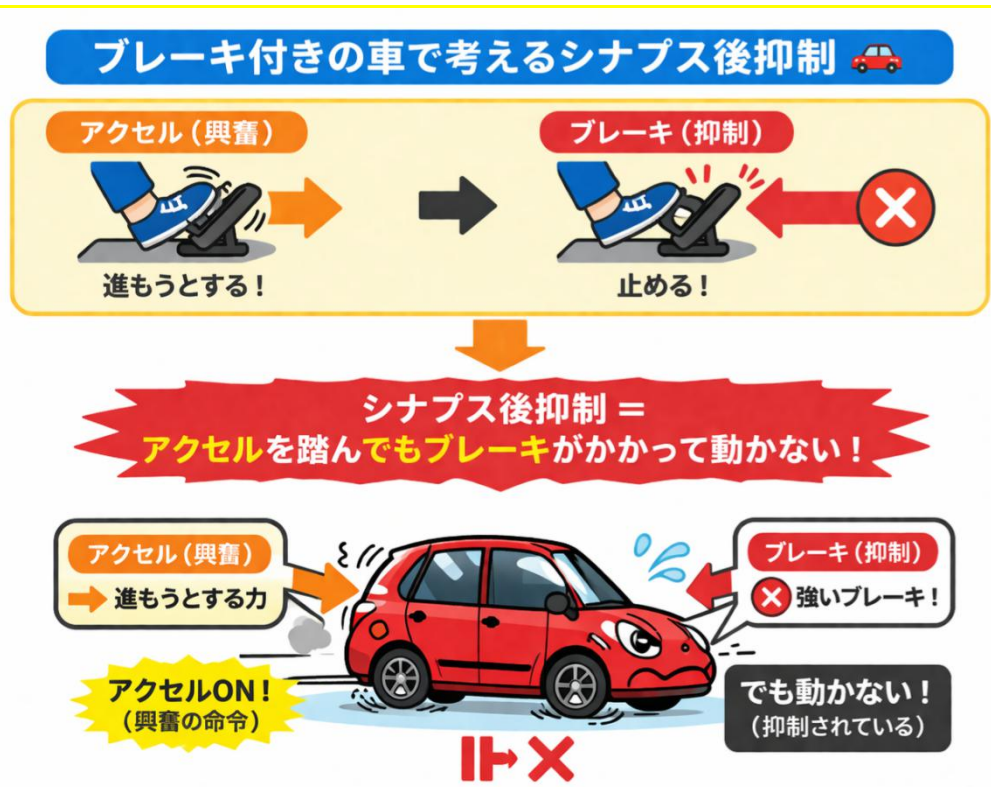 ブレーキ付きの車で考えるシナプス後抑制
アクセル（興奮）
進もうとする！
ブレーキ（抑制）
止める！
シナプス後抑制 ＝
アクセルを踏んでもブレーキがかかって動かない！
アクセル（興奮）
進もうとする力
ブレーキ（抑制）
強いブレーキ！
アクセルON！
（興奮の命令）
でも動かない！
（抑制されている）